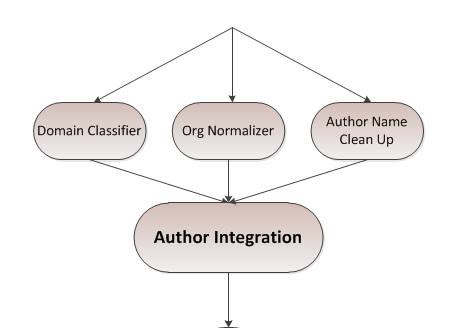 Domain Classifier
Org Normalizer
Author Name
Clean Up
Author Integration